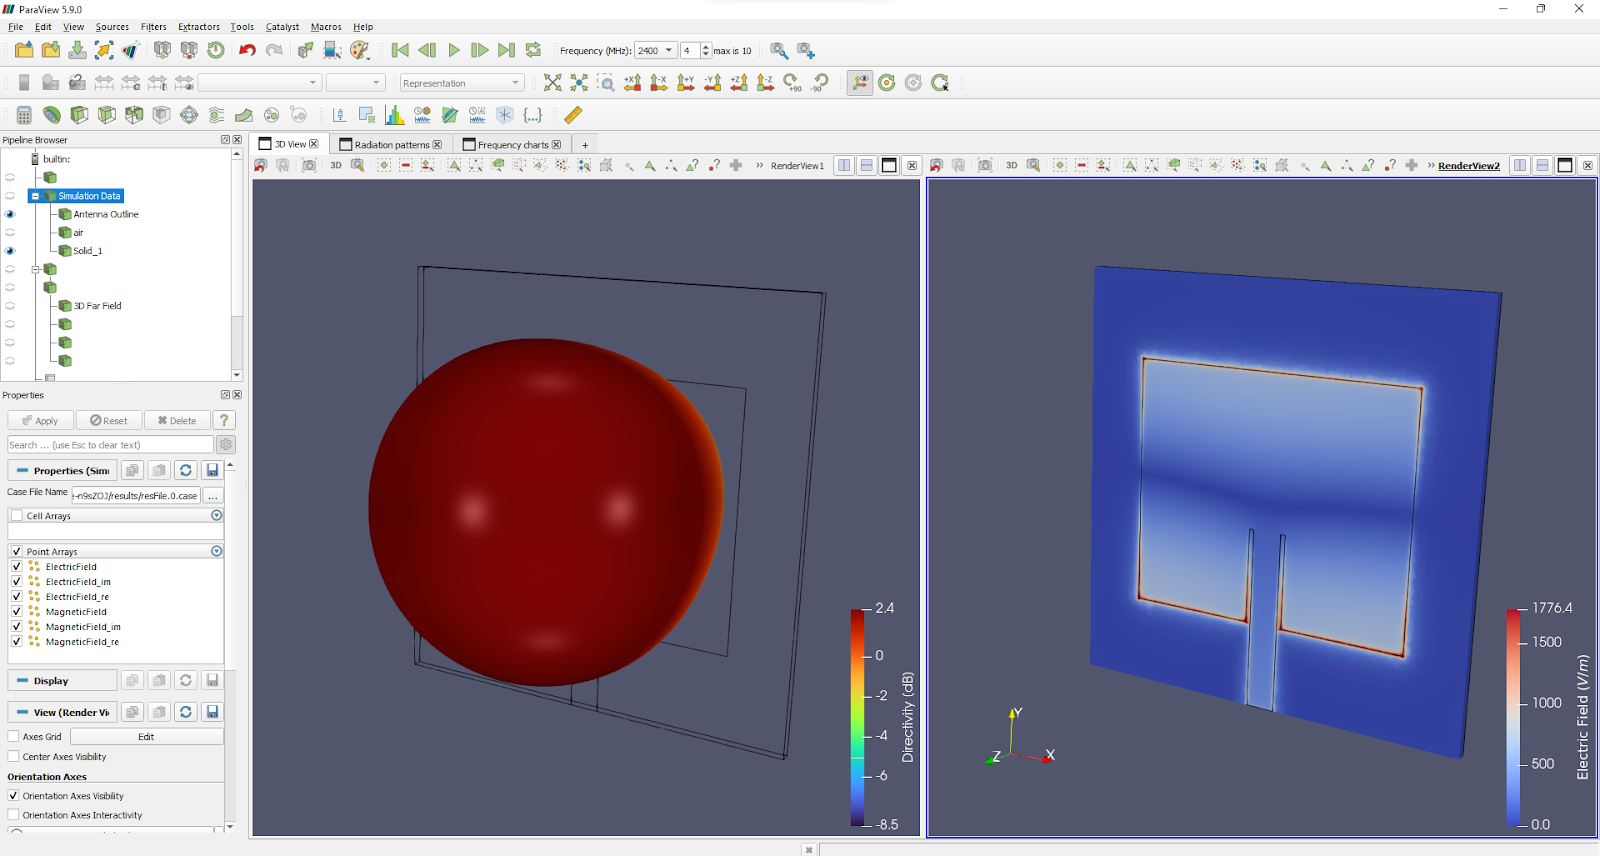 ParaView 5.9.0
File Edit View Sources Filters Extractors Tools Catalyst Macros Help
Frequency (MHz): 2400 4 max is 10
Representation
+X -X +Y -Y +Z -Z +90 -90
Pipeline Browser
builtin:
Simulation Data
Antenna Outline
air
Solid_1
3D Far Field
Properties
Apply Reset Delete ?
Search ... (use Esc to clear text)
Properties (Sim
Case File Name e-n9sZOJ/results/resFile.0.case ...
Cell Arrays
Point Arrays
ElectricField
ElectricField_im
ElectricField_re
MagneticField
MagneticField_im
MagneticField_re
Display
View (Render Vi
Axes Grid Edit
Center Axes Visibility
Orientation Axes
Orientation Axes Visibility
Orientation Axes Interactivity
3D View Radiation patterns Frequency charts +
3D RenderView1
2.4
0
-2
-4
-6
-8.5
Directivity (dB)
3D RenderView2
1776.4
1500
1000
500
0.0
Electric Field (V/m)
Y
Z
X